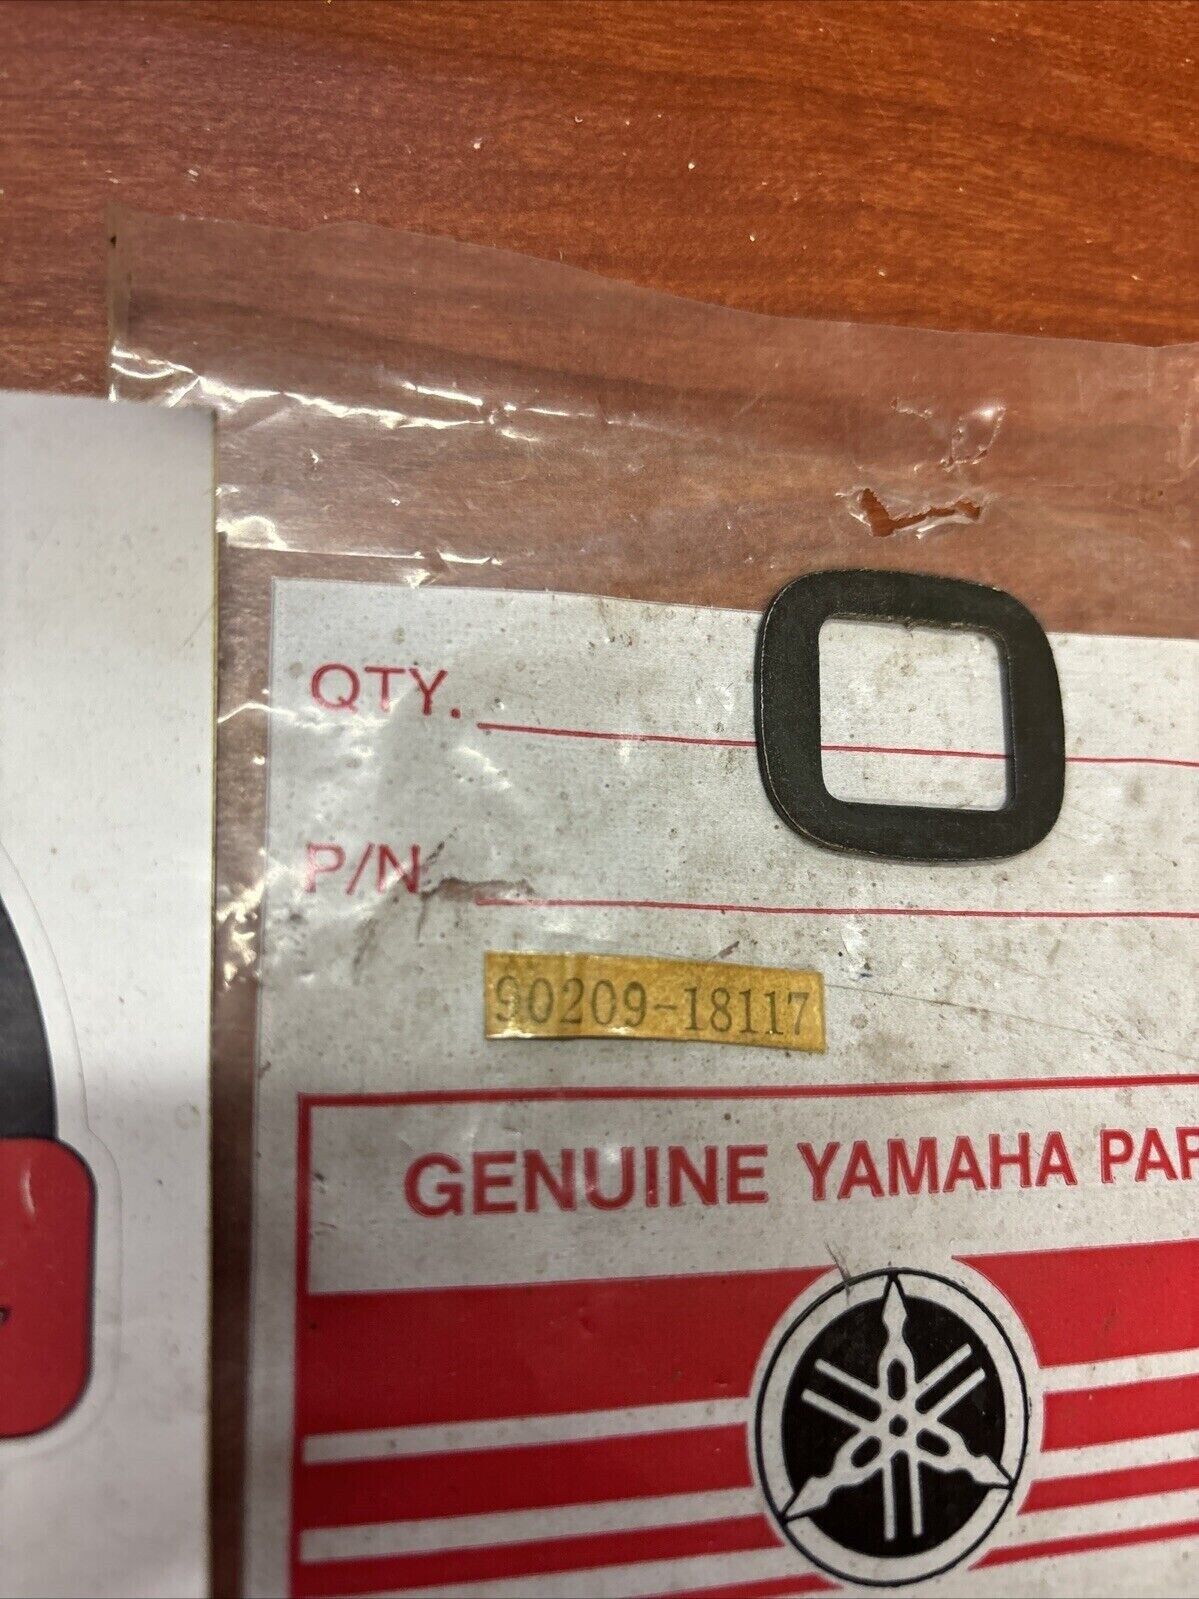 QTY.
P/N
90209-18117
GENUINE YAMAHA PAR